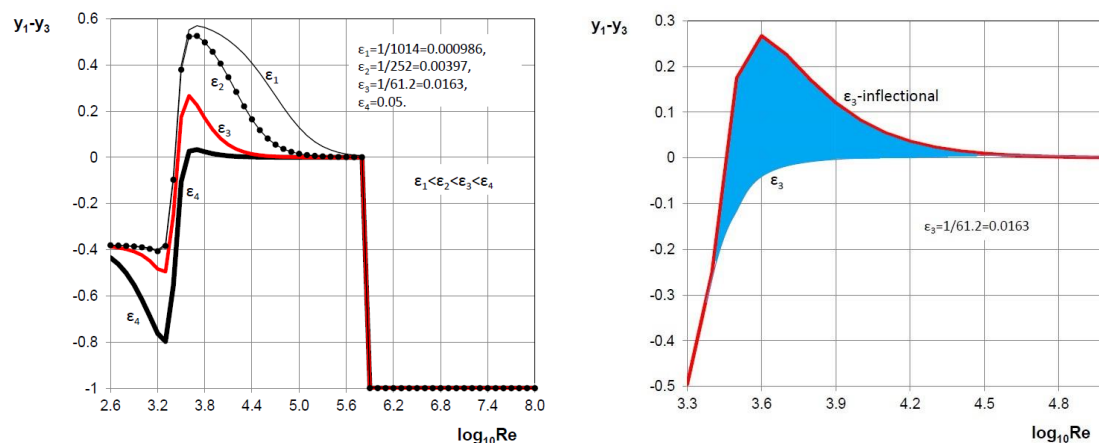 y₁-y₃
0.6
0.4
0.2
0
-0.2
-0.4
-0.6
-0.8
-1
2.6 3.2 3.8 4.4 5.0 5.6 6.2 6.8 7.4 8.0
log₁₀Re
ε₁=1/1014=0.000986,
ε₂=1/252=0.00397,
ε₃=1/61.2=0.0163,
ε₄=0.05.
ε₁
ε₂
ε₃
ε₄
ε₁<ε₂<ε₃<ε₄
ε₄
y₁-y₃
0.3
0.2
0.1
0
-0.1
-0.2
-0.3
-0.4
-0.5
3.3 3.6 3.9 4.2 4.5 4.8
log₁₀Re
ε₃-inflectional
ε₃
ε₃=1/61.2=0.0163